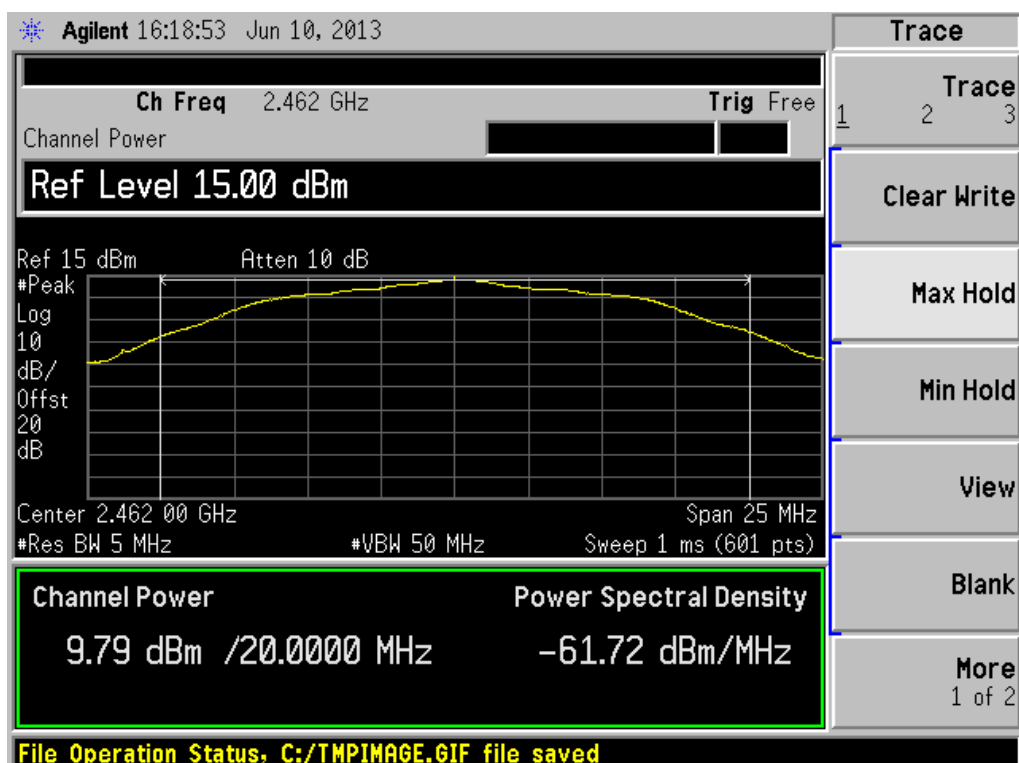 Agilent 16:18:53 Jun 10, 2013
Trace
Ch Freq 2.462 GHz Trig Free
Channel Power
Ref Level 15.00 dBm
Ref 15 dBm Atten 10 dB
#Peak
Log
10
dB/
Offst
20
dB
Center 2.462 00 GHz Span 25 MHz
#Res BW 5 MHz #VBW 50 MHz Sweep 1 ms (601 pts)
Channel Power Power Spectral Density
9.79 dBm /20.0000 MHz -61.72 dBm/MHz
File Operation Status, C:/TMPIMAGE.GIF file saved
Trace
1 2 3
Clear Write
Max Hold
Min Hold
View
Blank
More
1 of 2